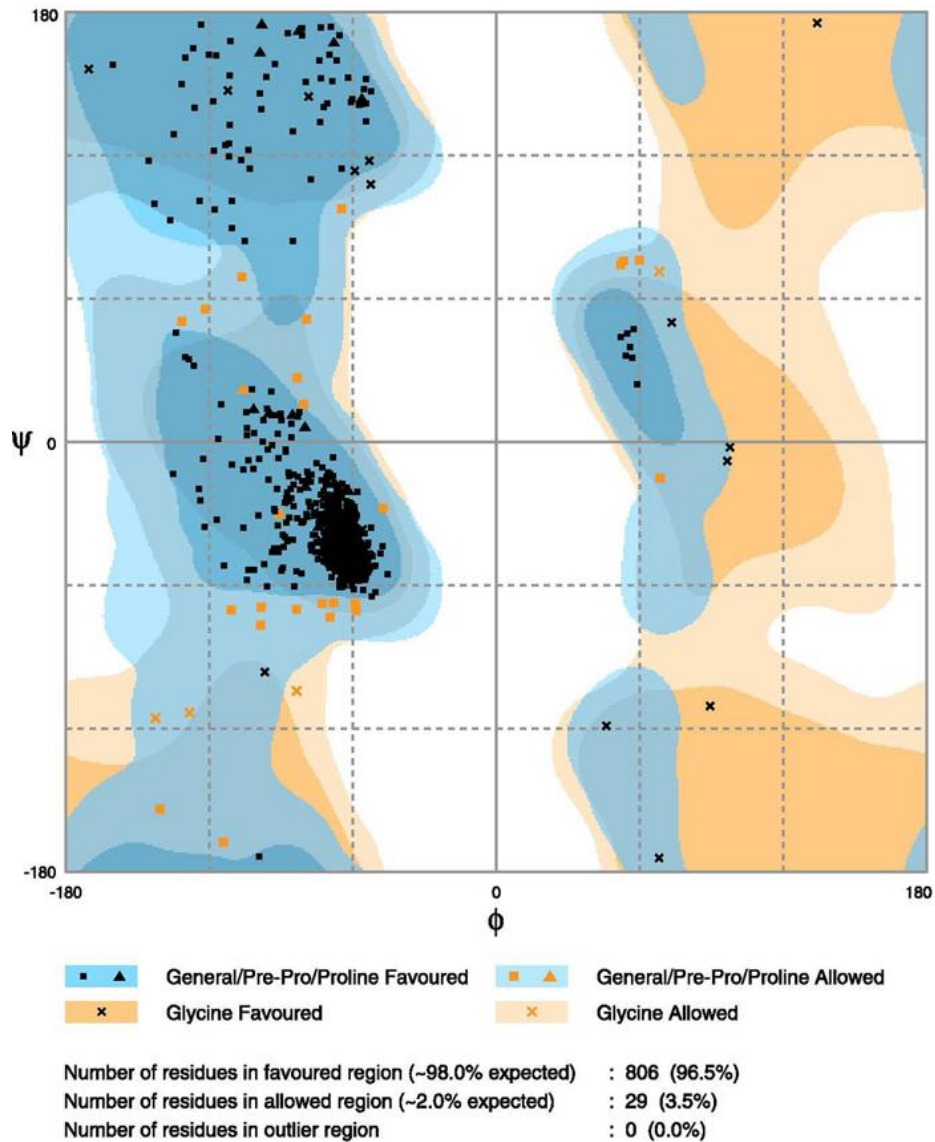 180
ψ
0
-180
-180
0
180
ϕ
General/Pre-Pro/Proline Favoured
General/Pre-Pro/Proline Allowed
Glycine Favoured
Glycine Allowed
Number of residues in favoured region (~98.0% expected) : 806 (96.5%)
Number of residues in allowed region (~2.0% expected) : 29 (3.5%)
Number of residues in outlier region : 0 (0.0%)